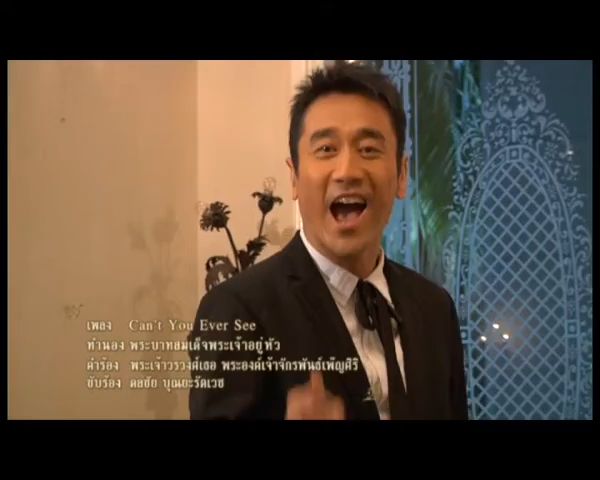 เพลง Can't You Ever See
ทำนอง พระบาทสมเด็จพระเจ้าอยู่หัว
คำร้อง พระเจ้าวรวงศ์เธอ พระองค์เจ้าจักรพันธ์เพ็ญศิริ
ขับร้อง ดลชัย บุณยะรัตเวช